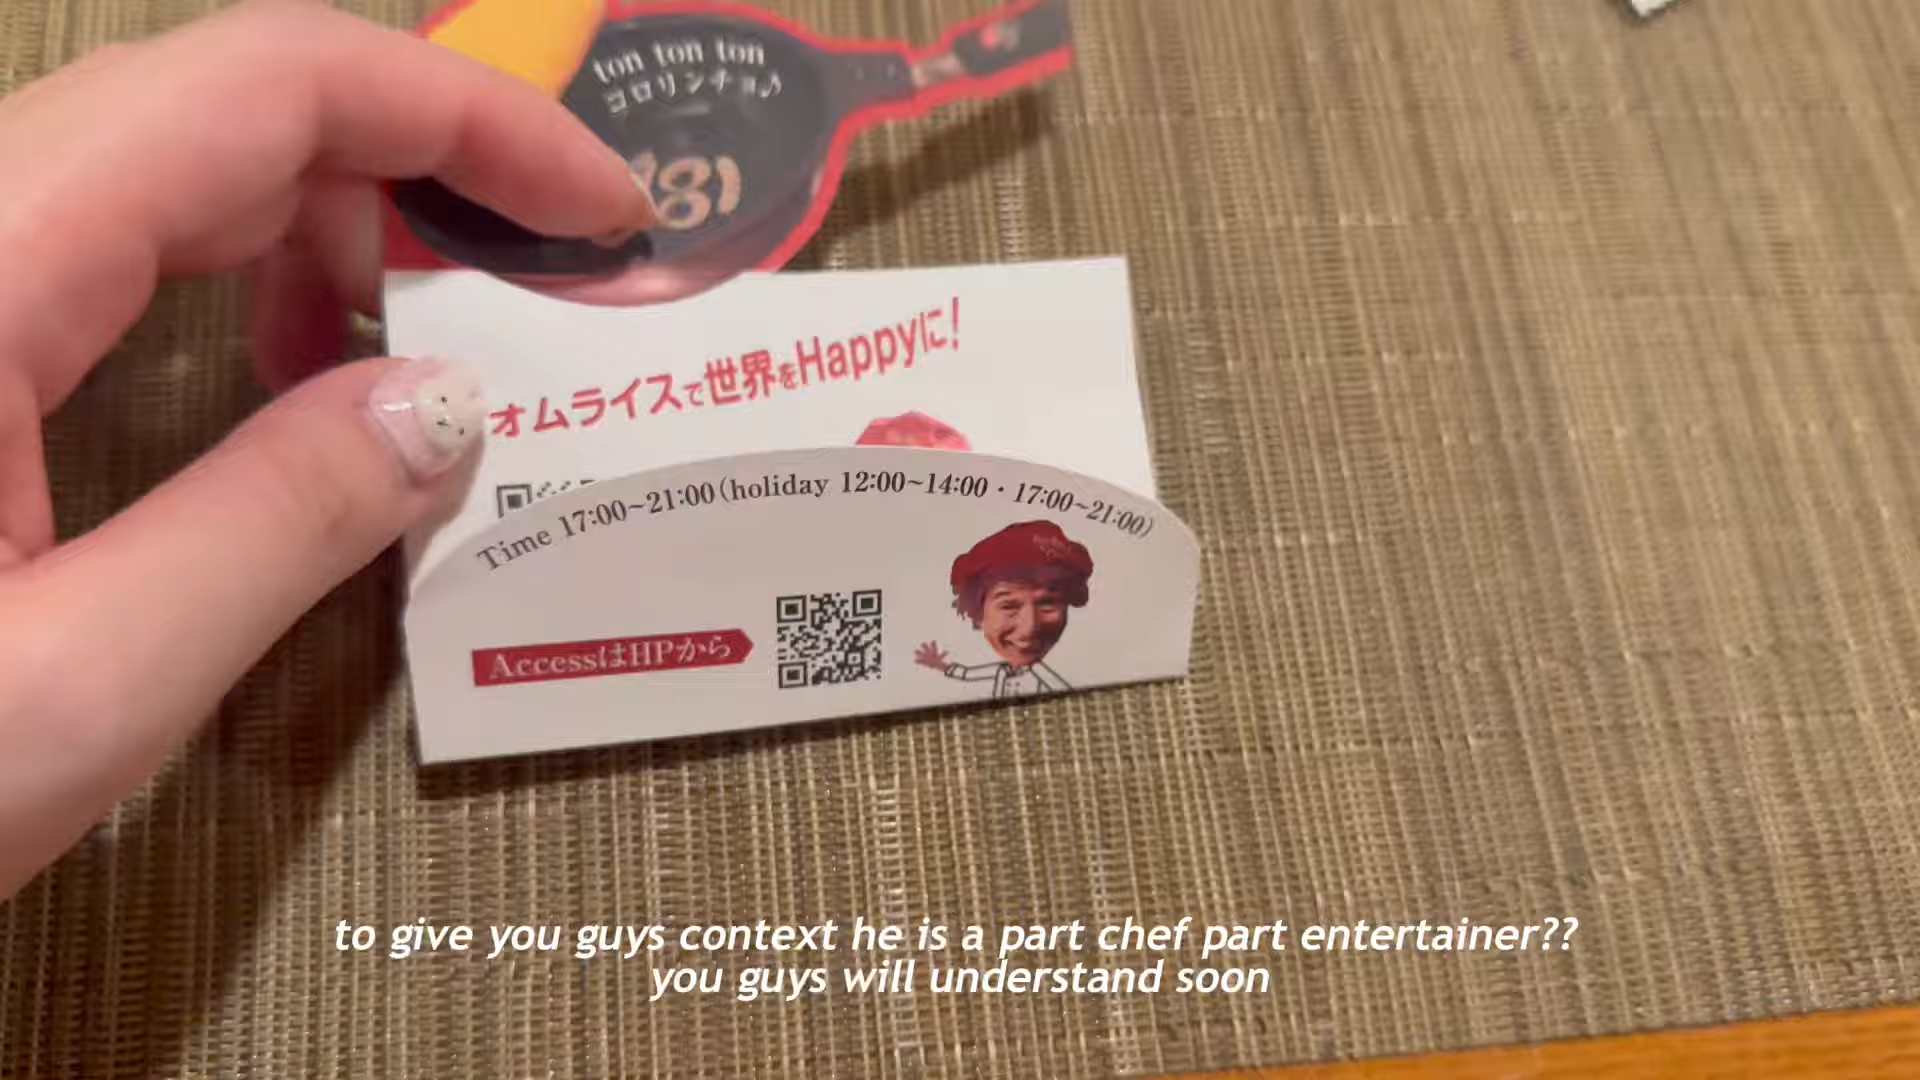 ton ton ton
コロリンチョ♪
オムライスで世界をHappyに!
Time 17:00~21:00(holiday 12:00~14:00・17:00~21:00)
AccessはHPから
to give you guys context he is a part chef part entertainer??
you guys will understand soon